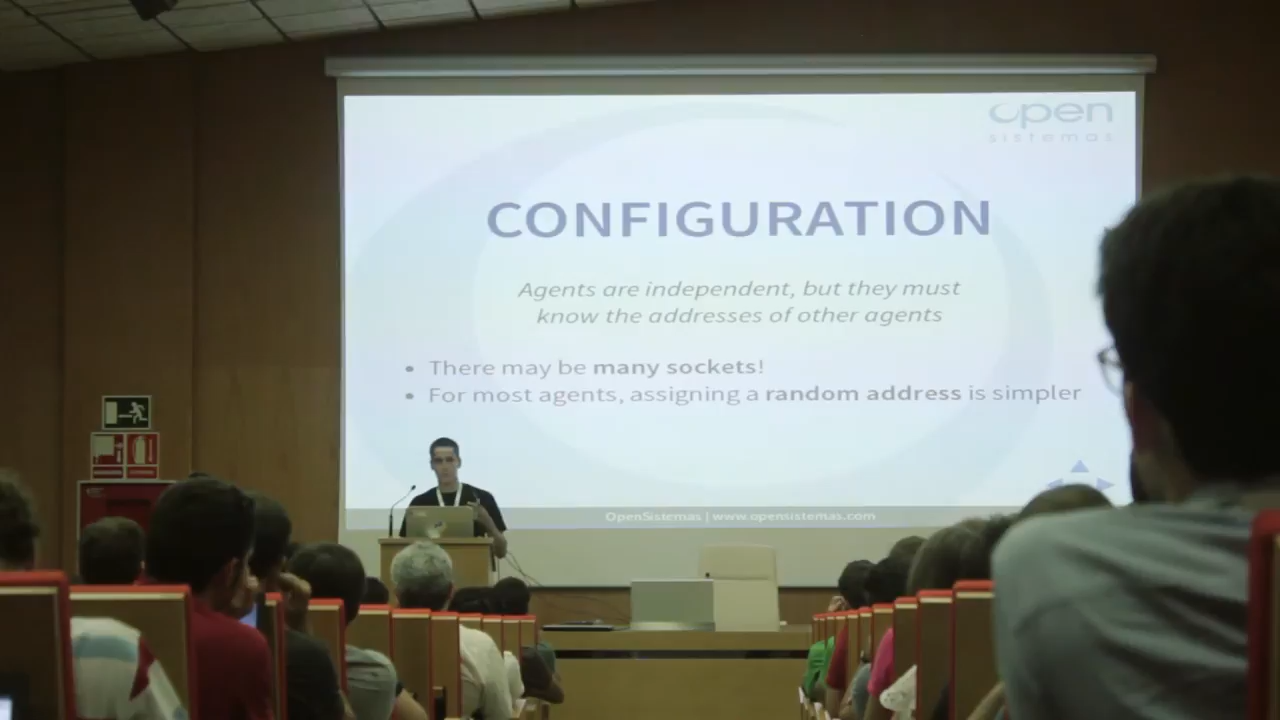 open
sistemas
CONFIGURATION
Agents are independent, but they must
know the addresses of other agents
• There may be many sockets!
• For most agents, assigning a random address is simpler
OpenSistemas | www.opensistemas.com